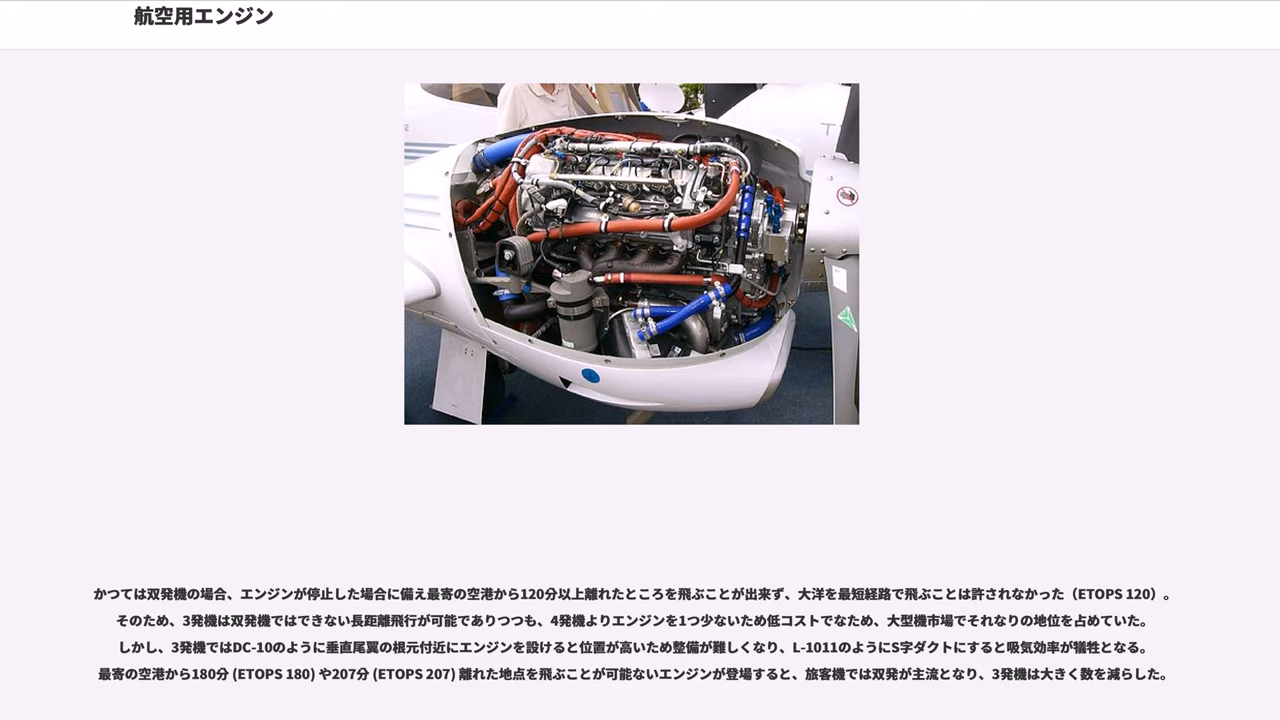 航空用エンジン
かつては双発機の場合、エンジンが停止した場合に備え最寄の空港から120分以上離れたところを飛ぶことが出来ず、大洋を最短経路で飛ぶことは許されなかった（ETOPS 120）。
そのため、3発機は双発機ではできない長距離飛行が可能でありつつも、4発機よりエンジンを1つ少ないため低コストでなため、大型機市場でそれなりの地位を占めていた。
しかし、3発機ではDC-10のように垂直尾翼の根元付近にエンジンを設けると位置が高いため整備が難しくなり、L-1011のようにS字ダクトにすると吸気効率が犠牲となる。
最寄の空港から180分 (ETOPS 180) や207分 (ETOPS 207) 離れた地点を飛ぶことが可能ないエンジンが登場すると、旅客機では双発が主流となり、3発機は大きく数を減らした。